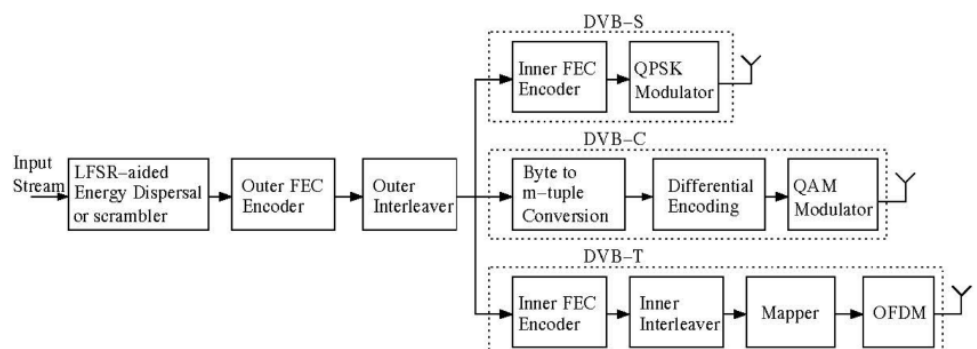 DVB–S
Inner FEC
Encoder
QPSK
Modulator
DVB–C
Input
Stream
LFSR–aided
Energy Dispersal
or scrambler
Outer FEC
Encoder
Outer
Interleaver
Byte to
m–tuple
Conversion
Differential
Encoding
QAM
Modulator
DVB–T
Inner FEC
Encoder
Inner
Interleaver
Mapper
OFDM